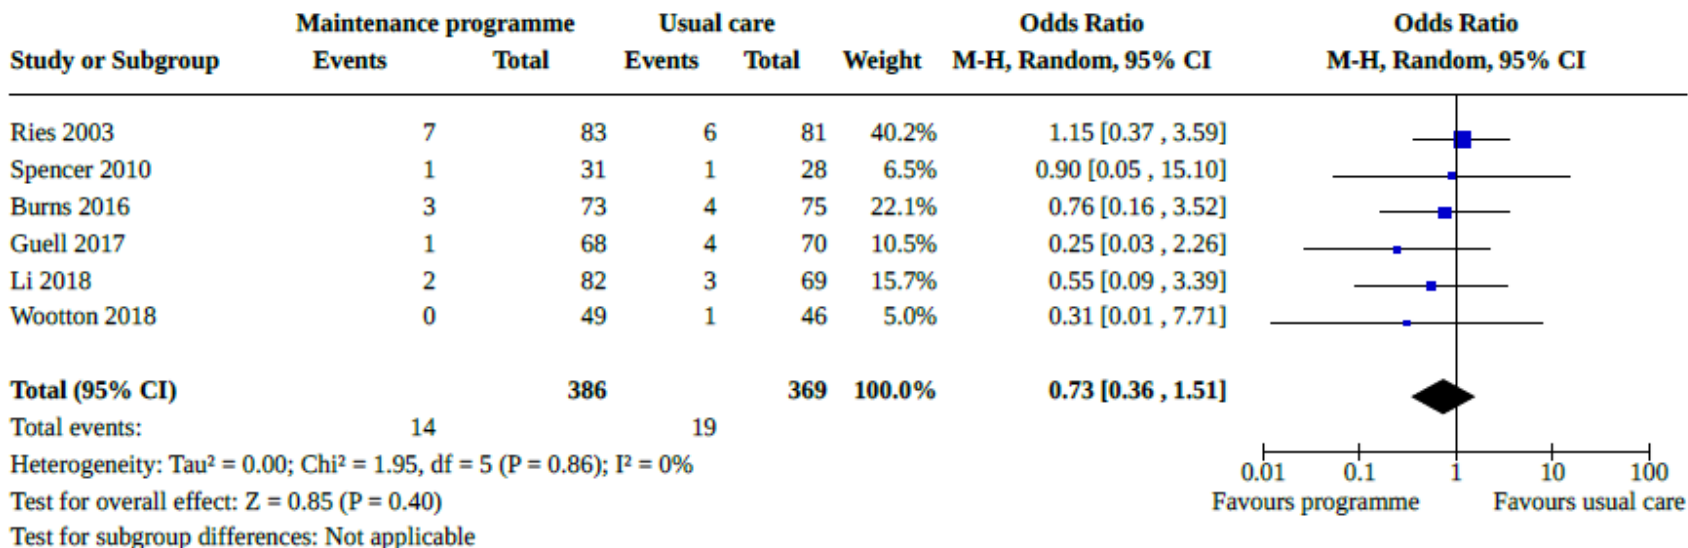 Maintenance programme Usual care Odds Ratio Odds Ratio
Study or Subgroup Events Total Events Total Weight M-H, Random, 95% CI M-H, Random, 95% CI
Ries 2003 7 83 6 81 40.2% 1.15 [0.37 , 3.59]
Spencer 2010 1 31 1 28 6.5% 0.90 [0.05 , 15.10]
Burns 2016 3 73 4 75 22.1% 0.76 [0.16 , 3.52]
Guell 2017 1 68 4 70 10.5% 0.25 [0.03 , 2.26]
Li 2018 2 82 3 69 15.7% 0.55 [0.09 , 3.39]
Wootton 2018 0 49 1 46 5.0% 0.31 [0.01 , 7.71]
Total (95% CI) 386 369 100.0% 0.73 [0.36 , 1.51]
Total events: 14 19
Heterogeneity: Tau² = 0.00; Chi² = 1.95, df = 5 (P = 0.86); I² = 0%
0.01 0.1 1 10 100
Test for overall effect: Z = 0.85 (P = 0.40)
Favours programme Favours usual care
Test for subgroup differences: Not applicable